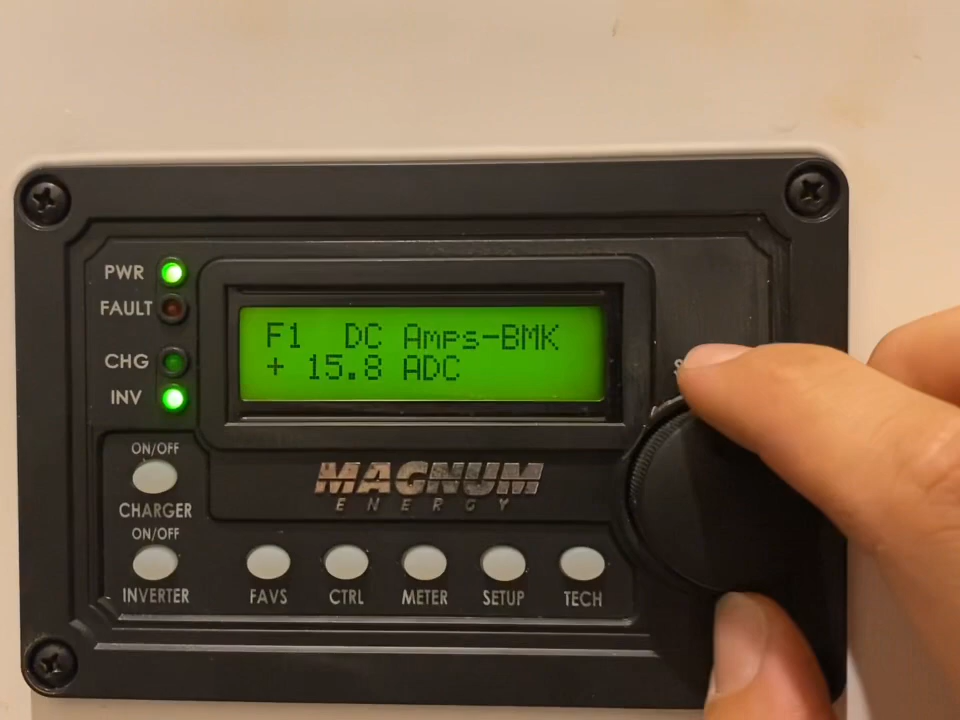 PWR
FAULT
CHG
INV
F1 DC Amps-BMK
+ 15.8 ADC
MAGNUM
ENERGY
ON/OFF
CHARGER
ON/OFF
INVERTER
FAVS
CTRL
METER
SETUP
TECH